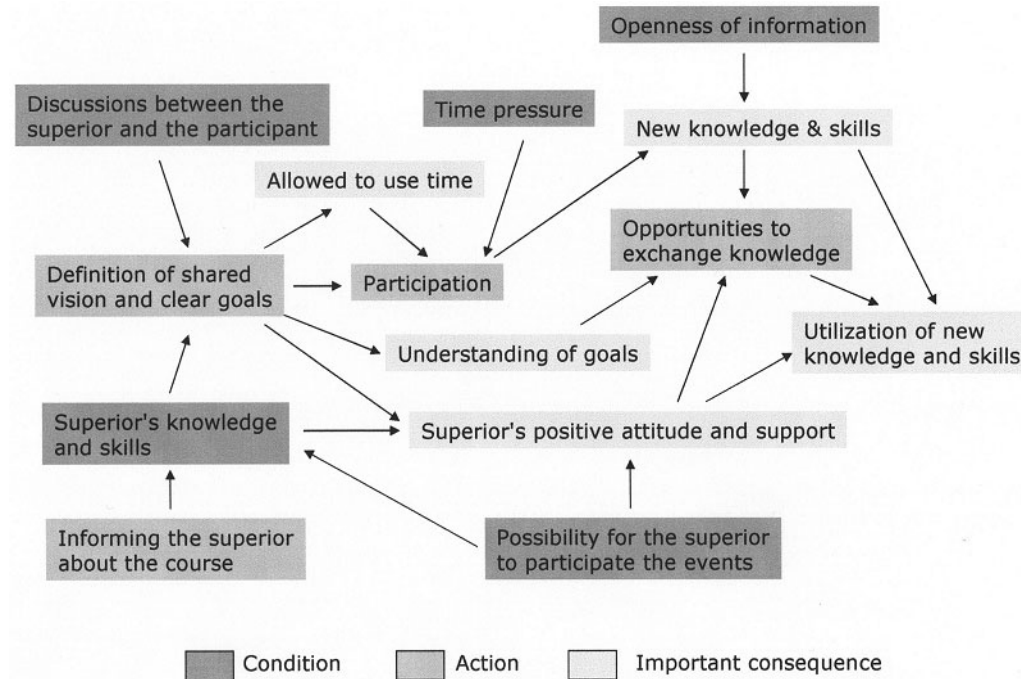 Openness of information
Discussions between the
superior and the participant
Time pressure
New knowledge & skills
Allowed to use time
Opportunities to
exchange knowledge
Definition of shared
vision and clear goals
Participation
Utilization of new
knowledge and skills
Understanding of goals
Superior's knowledge
and skills
Superior's positive attitude and support
Informing the superior
about the course
Possibility for the superior
to participate the events
Condition
Action
Important consequence